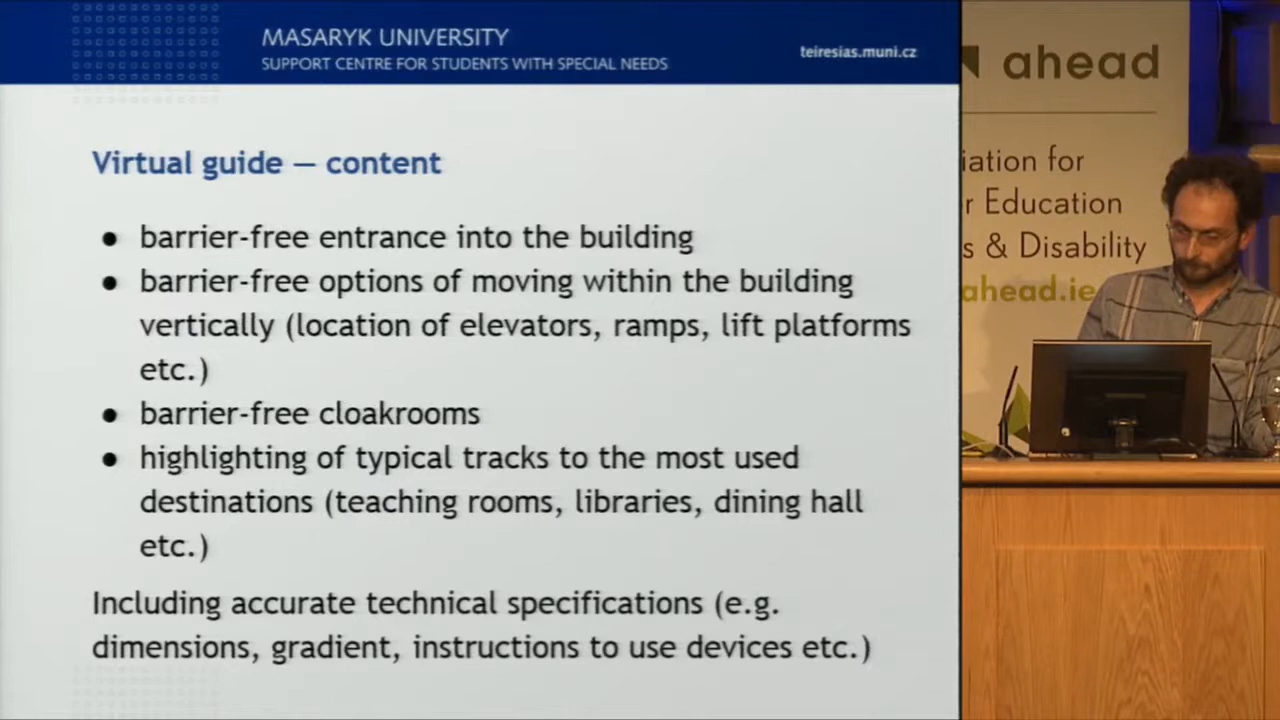 MASARYK UNIVERSITY
SUPPORT CENTRE FOR STUDENTS WITH SPECIAL NEEDS
teiresias.muni.cz
Virtual guide — content
● barrier-free entrance into the building
● barrier-free options of moving within the building
vertically (location of elevators, ramps, lift platforms
etc.)
● barrier-free cloakrooms
● highlighting of typical tracks to the most used
destinations (teaching rooms, libraries, dining hall
etc.)
Including accurate technical specifications (e.g.
dimensions, gradient, instructions to use devices etc.)
ahead
iation for
r Education
s & Disability
ahead.ie